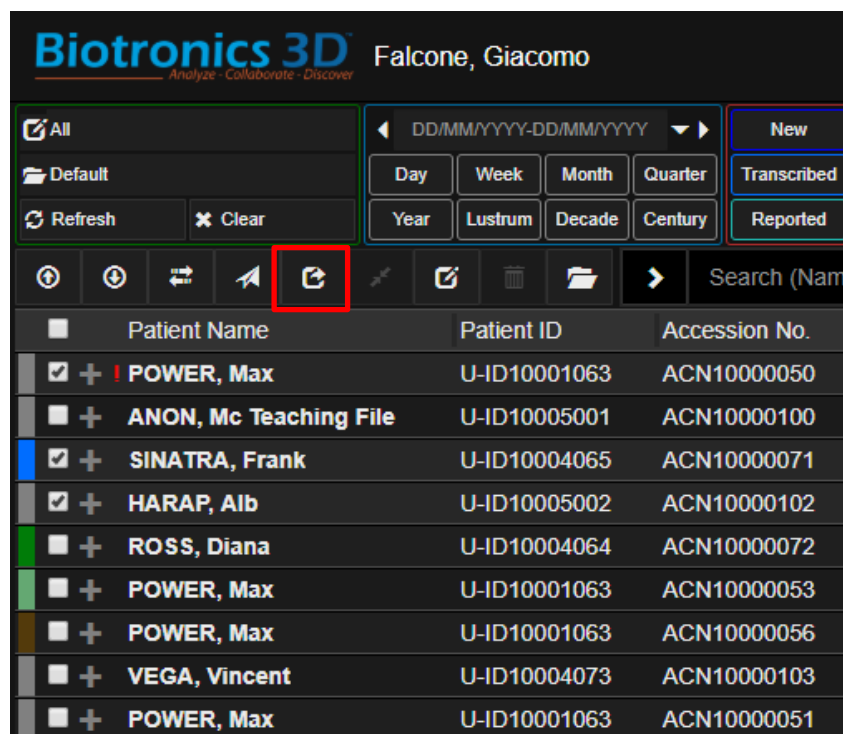 Biotronics 3D
Analyze - Collaborate - Discover
Falcone, Giacomo
All
DD/MM/YYYY-DD/MM/YYYY
New
Default
Day Week Month Quarter
Transcribed
Refresh Clear
Year Lustrum Decade Century
Reported
Search (Nam
Patient Name Patient ID Accession No.
! POWER, Max U-ID10001063 ACN10000050
ANON, Mc Teaching File U-ID10005001 ACN10000100
SINATRA, Frank U-ID10004065 ACN10000071
HARAP, Alb U-ID10005002 ACN10000102
ROSS, Diana U-ID10004064 ACN10000072
POWER, Max U-ID10001063 ACN10000053
POWER, Max U-ID10001063 ACN10000056
VEGA, Vincent U-ID10004073 ACN10000103
POWER, Max U-ID10001063 ACN10000051